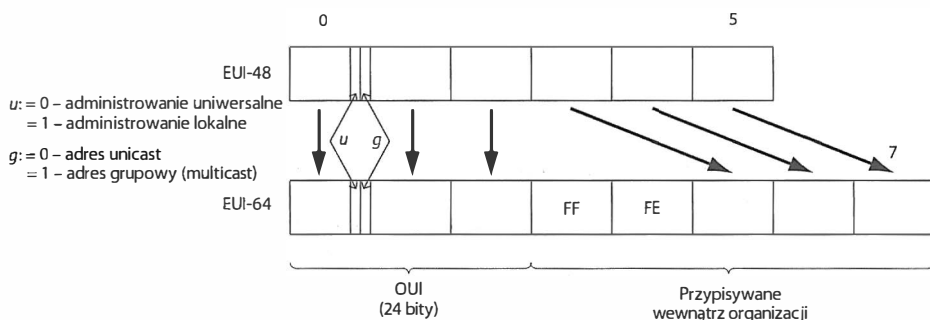 0 5
EUI-48
u: = 0 – administrowanie uniwersalne
= 1 – administrowanie lokalne
u g
g: = 0 – adres unicast
= 1 – adres grupowy (multicast)
7
EUI-64
FF FE
OUI
(24 bity)
Przypisywane
wewnątrz organizacji